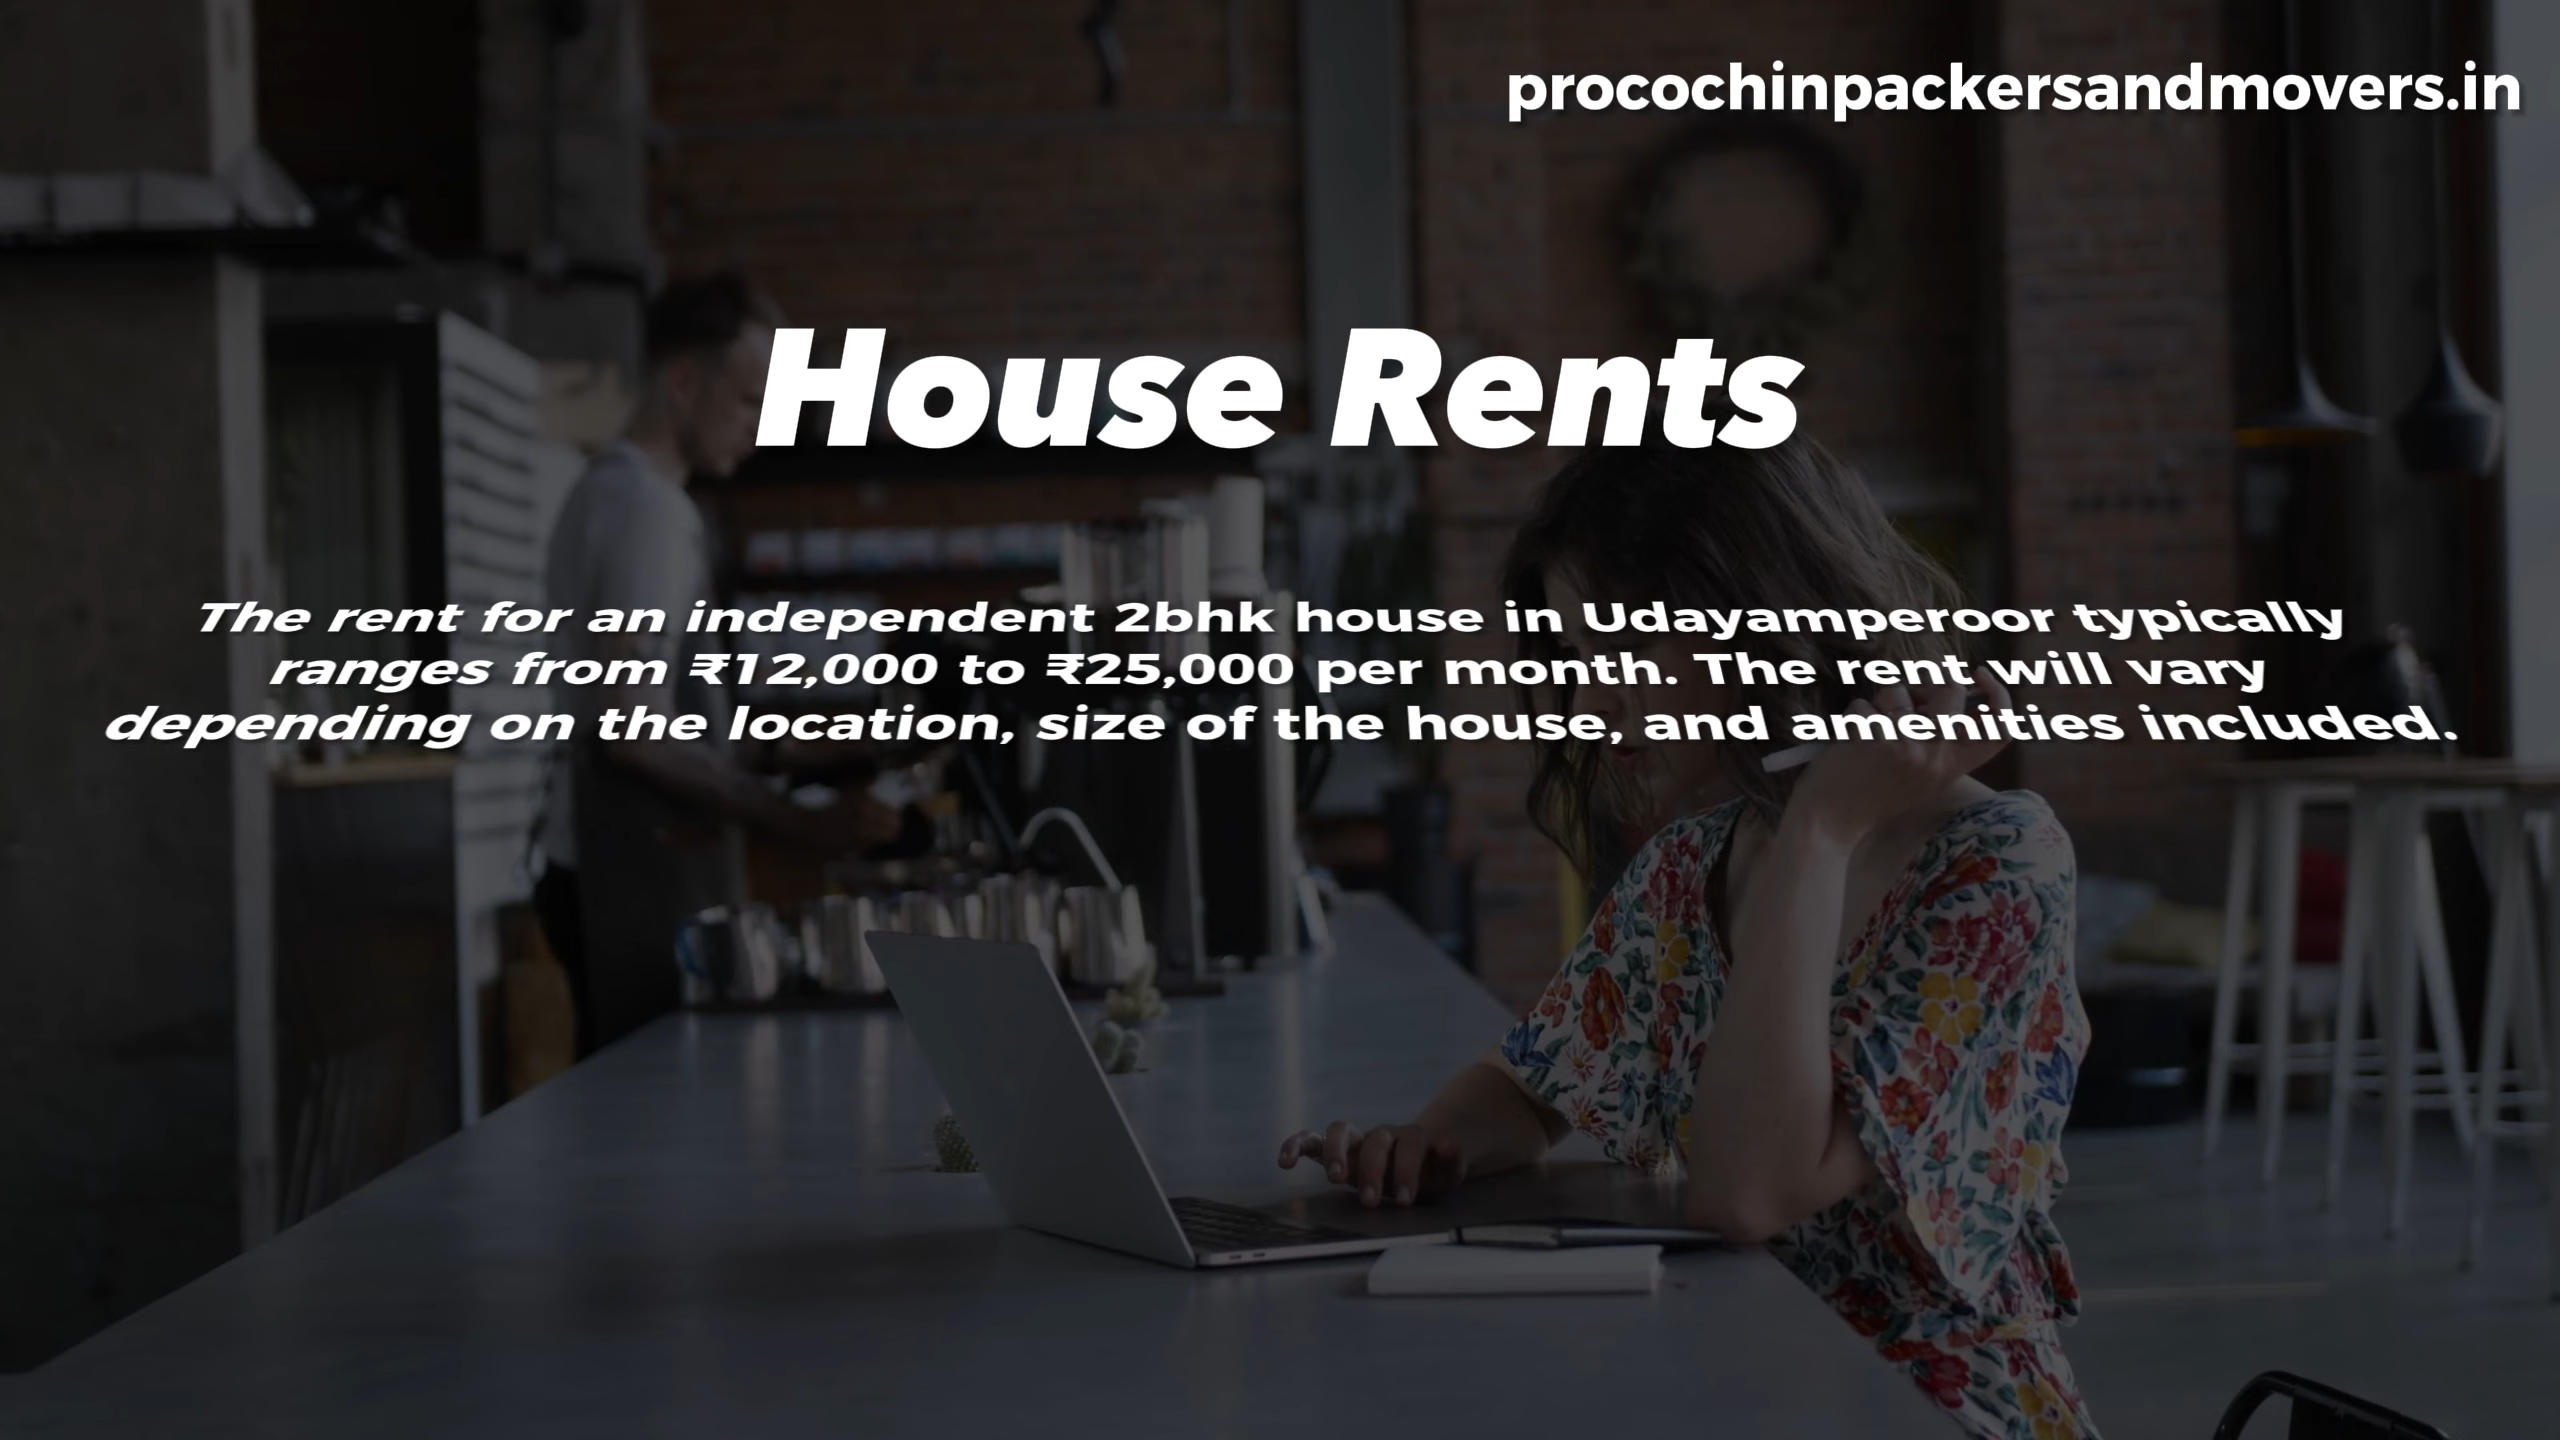 procochinpackersandmovers.in
House Rents
The rent for an independent 2bhk house in Udayamperoor typically
ranges from ₹12,000 to ₹25,000 per month. The rent will vary
depending on the location, size of the house, and amenities included.